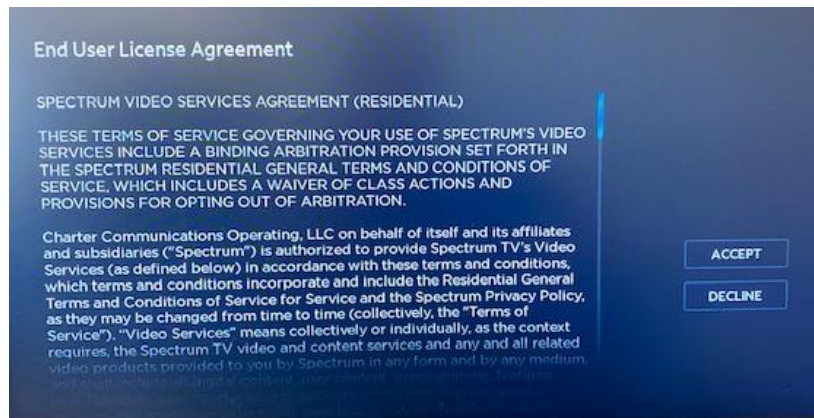 End User License Agreement
SPECTRUM VIDEO SERVICES AGREEMENT (RESIDENTIAL)
THESE TERMS OF SERVICE GOVERNING YOUR USE OF SPECTRUM'S VIDEO
SERVICES INCLUDE A BINDING ARBITRATION PROVISION SET FORTH IN
THE SPECTRUM RESIDENTIAL GENERAL TERMS AND CONDITIONS OF
SERVICE, WHICH INCLUDES A WAIVER OF CLASS ACTIONS AND
PROVISIONS FOR OPTING OUT OF ARBITRATION.
Charter Communications Operating, LLC on behalf of itself and its affiliates
and subsidiaries ("Spectrum") is authorized to provide Spectrum TV's Video
Services (as defined below) in accordance with these terms and conditions,
which terms and conditions incorporate and include the Residential General
Terms and Conditions of Service for Service and the Spectrum Privacy Policy,
as they may be changed from time to time (collectively, the "Terms of
Service"). "Video Services" means collectively or individually, as the context
requires, the Spectrum TV video and content services and any and all related
video products provided to you by Spectrum in any form and by any medium,
ACCEPT
DECLINE